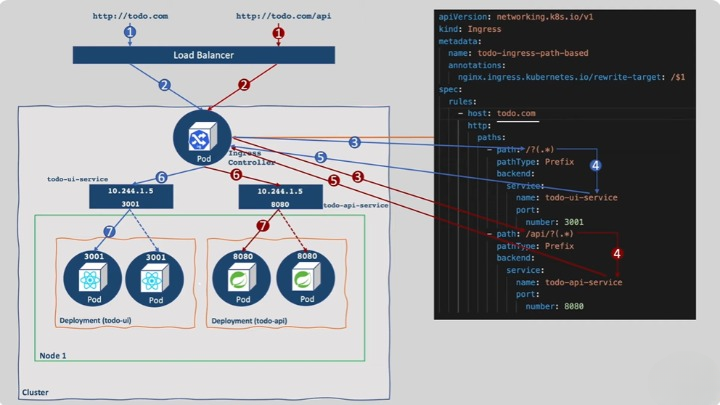 http://todo.com
http://todo.com/api
1
1
Load Balancer
2
2
Pod
Ingress
Controller
3
5
5
3
6
6
todo-ui-service
10.244.1.5
3001
10.244.1.5
8080
todo-api-service
7
7
3001
Pod
3001
Pod
8080
Pod
8080
Pod
Deployment (todo-ui)
Deployment (todo-api)
Node 1
Cluster
apiVersion: networking.k8s.io/v1
kind: Ingress
metadata:
name: todo-ingress-path-based
annotations:
nginx.ingress.kubernetes.io/rewrite-target: /$1
spec:
rules:
- host: todo.com
http:
paths:
- path: /?(.*)
pathType: Prefix
backend:
service:
name: todo-ui-service
port:
number: 3001
- path: /api/?(.*)
pathType: Prefix
backend:
service:
name: todo-api-service
port:
number: 8080
4
4